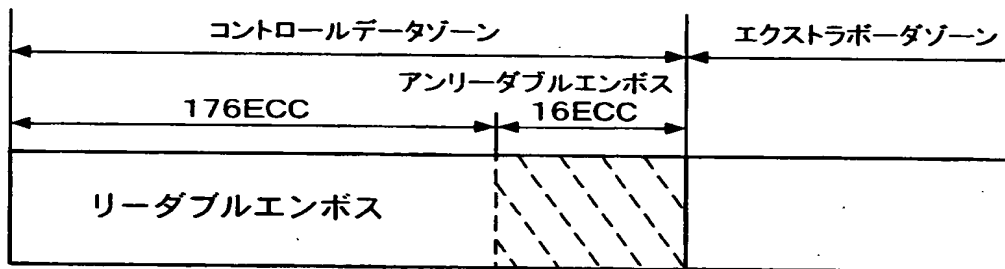 コントロールデータゾーン
エクストラボーダゾーン
アンリーダブルエンボス
176ECC
16ECC
リーダブルエンボス